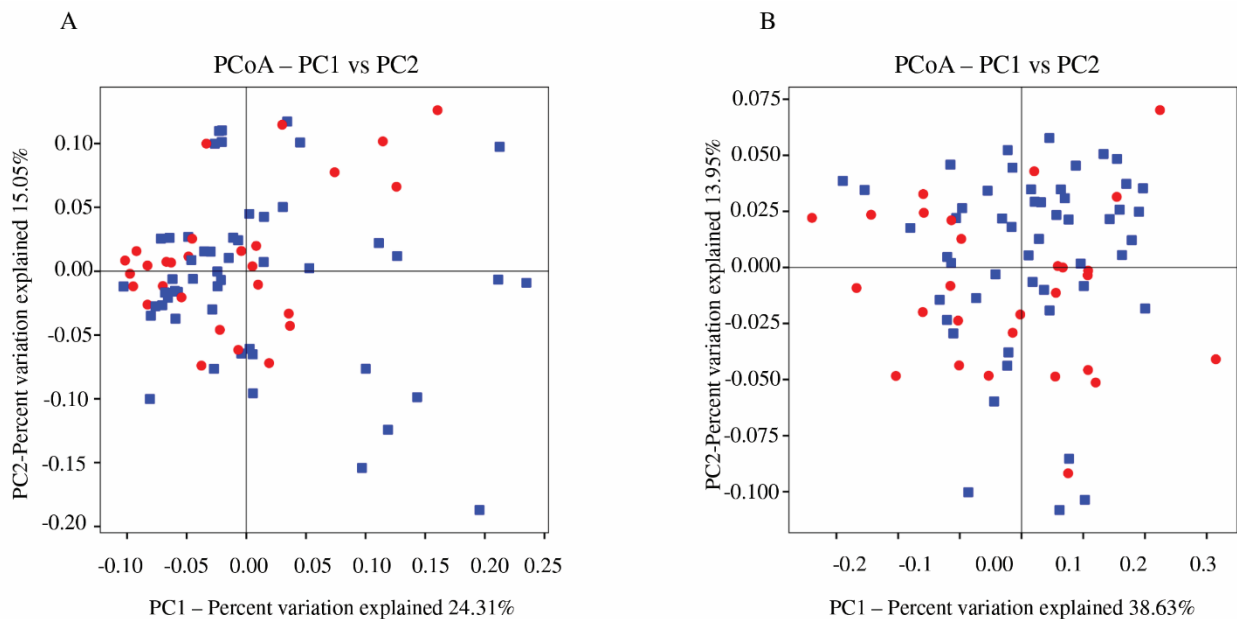 A
PCoA – PC1 vs PC2
PC2-Percent variation explained 15.05%
0.10
0.05
0.00
-0.05
-0.10
-0.15
-0.20
-0.10 -0.05 0.00 0.05 0.10 0.15 0.20 0.25
PC1 – Percent variation explained 24.31%
B
PCoA – PC1 vs PC2
PC2-Percent variation explained 13.95%
0.075
0.050
0.025
0.000
-0.025
-0.050
-0.075
-0.100
-0.2 -0.1 0.00 0.1 0.2 0.3
PC1 – Percent variation explained 38.63%